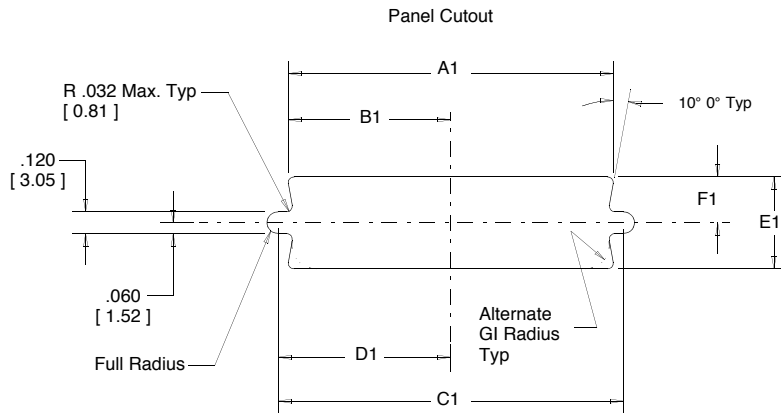 Panel Cutout
A1
R .032 Max. Typ
[ 0.81 ]
10° 0° Typ
B1
.120
[ 3.05 ]
F1
E1
.060
[ 1.52 ]
Alternate
GI Radius
Typ
Full Radius
D1
C1